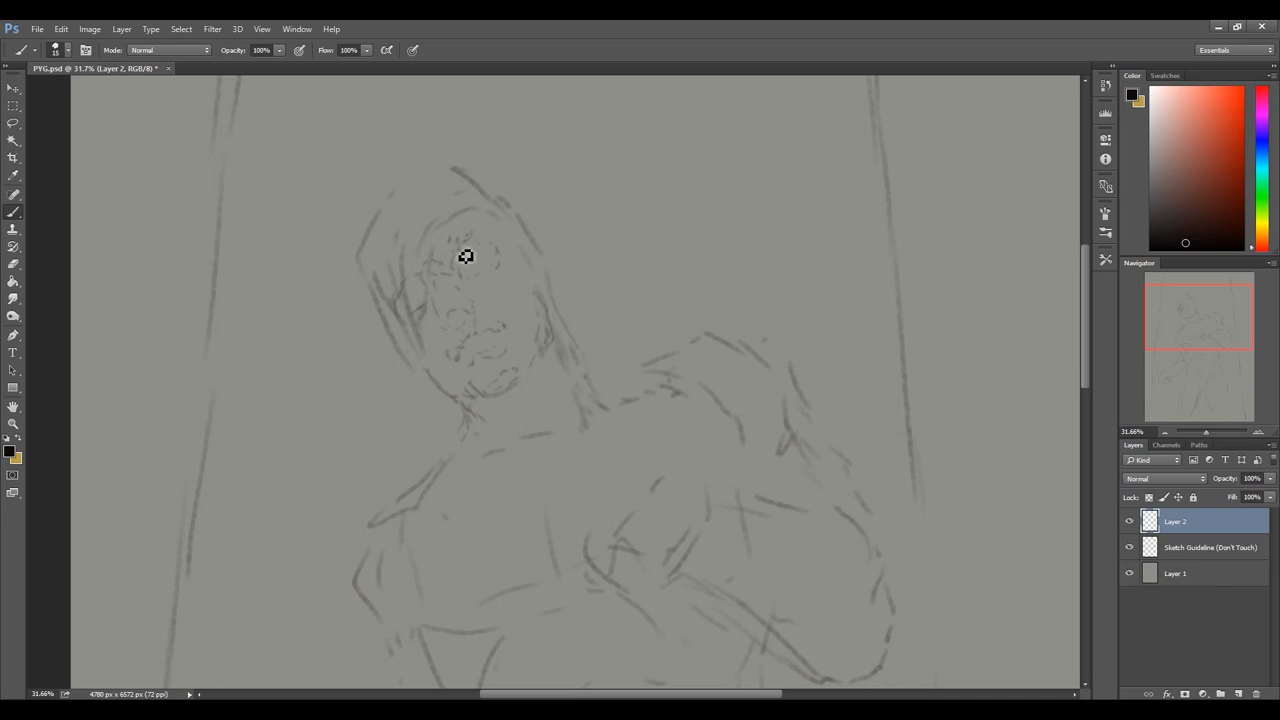 Ps File Edit Image Layer Type Select Filter 3D View Window Help
15 Mode: Normal Opacity: 100% Flow: 100% Essentials
PYG.psd @ 31.7% (Layer 2, RGB/8) * ×
Color Swatches
Navigator
31.66%
Layers Channels Paths
Kind
Normal Opacity: 100%
Lock: Fill: 100%
Layer 2
Sketch Guideline (Don't Touch)
Layer 1
31.66% 4780 px x 6572 px (72 ppi)